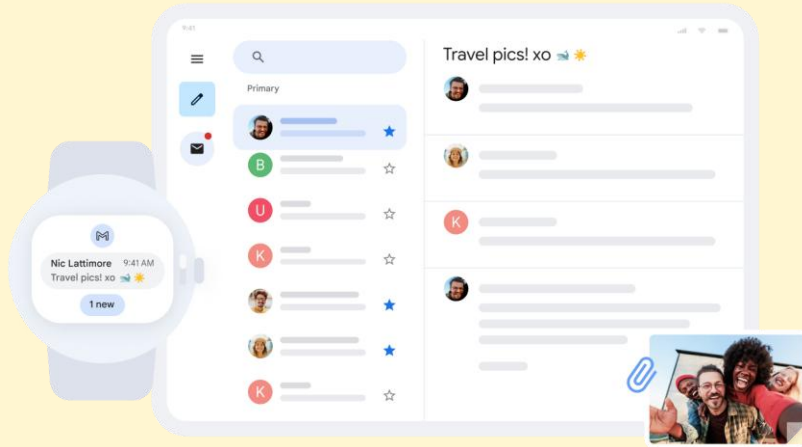 9:41
Travel pics! xo 🐋 ☀️
Primary
B
U
K
K
K
Nic Lattimore 9:41 AM
Travel pics! xo 🐋 ☀️
1 new